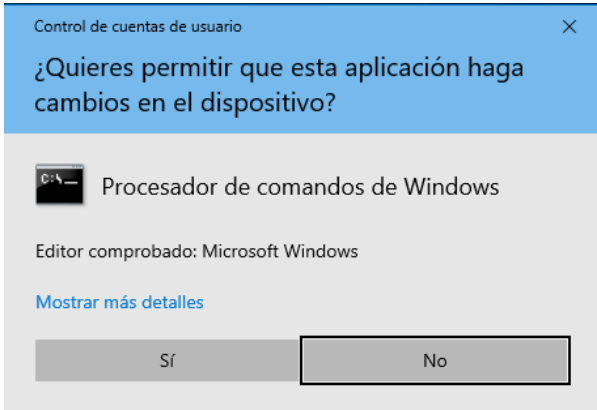 Control de cuentas de usuario
¿Quieres permitir que esta aplicación haga
cambios en el dispositivo?
C:\
Procesador de comandos de Windows
Editor comprobado: Microsoft Windows
Mostrar más detalles
Sí
No